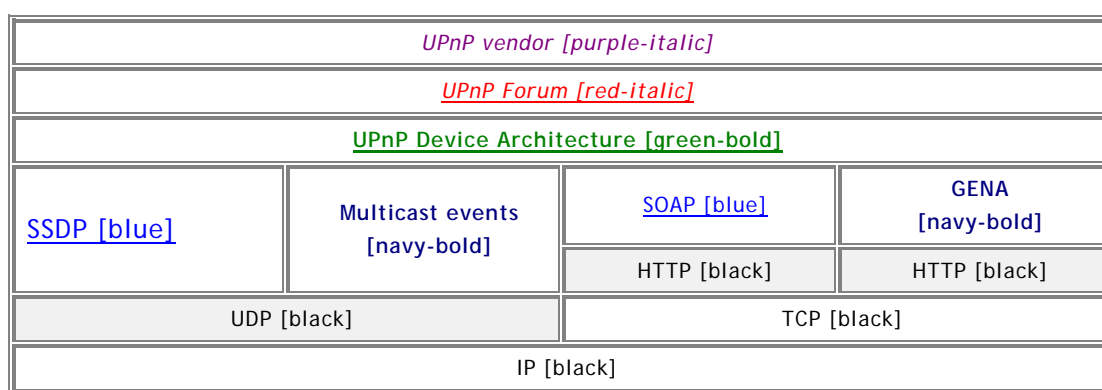 UPnP vendor [purple-italic]
UPnP Forum [red-italic]
UPnP Device Architecture [green-bold]
SSDP [blue]
Multicast events
[navy-bold]
SOAP [blue]
GENA
[navy-bold]
HTTP [black]
HTTP [black]
UDP [black]
TCP [black]
IP [black]